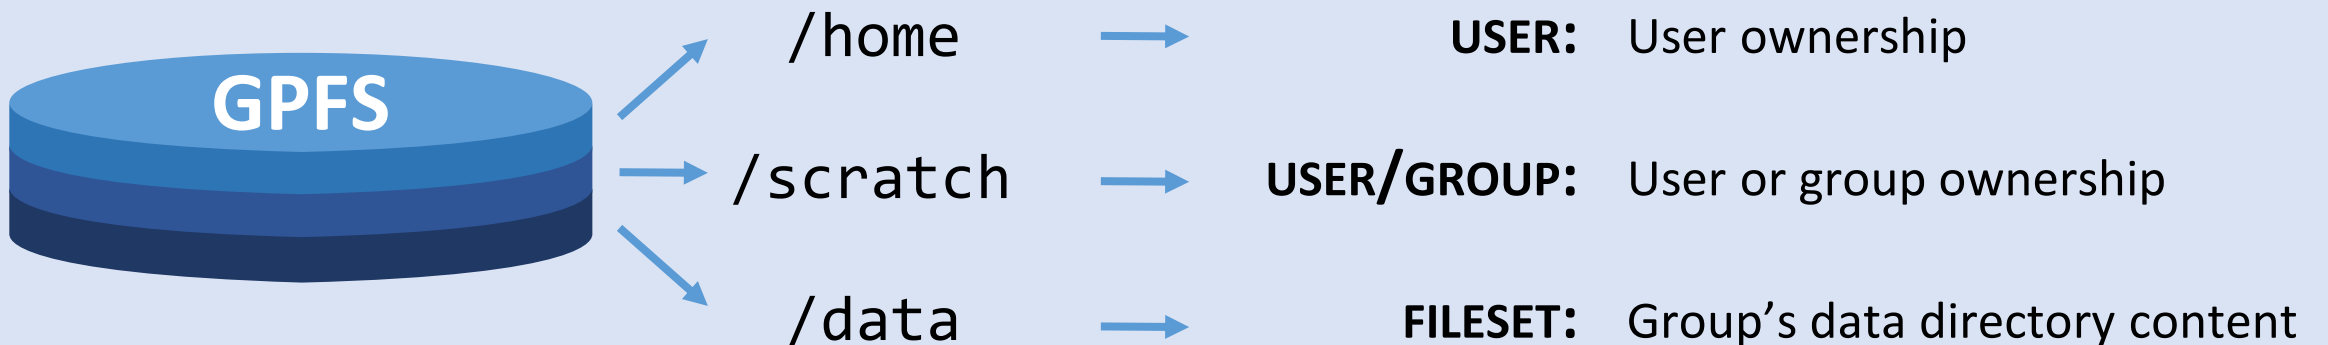 GPFS
/home USER: User ownership
/scratch USER/GROUP: User or group ownership
/data FILESET: Group’s data directory content